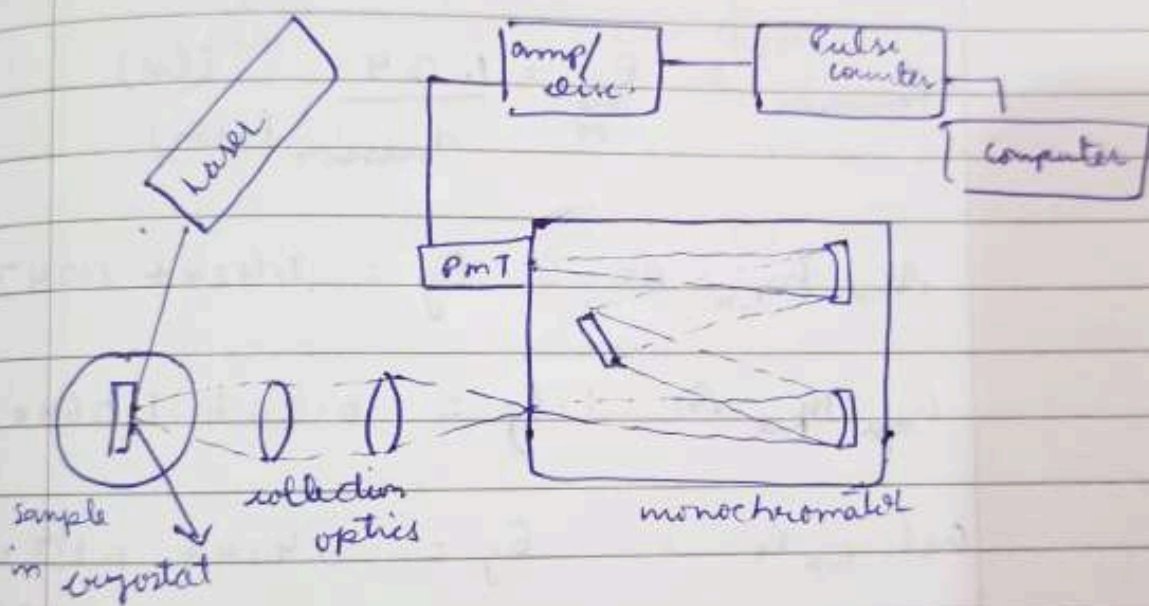 Laser
amp/
disc.
Pulse
counter
computer
PMT
sample
in cryostat
collection
optics
monochromator